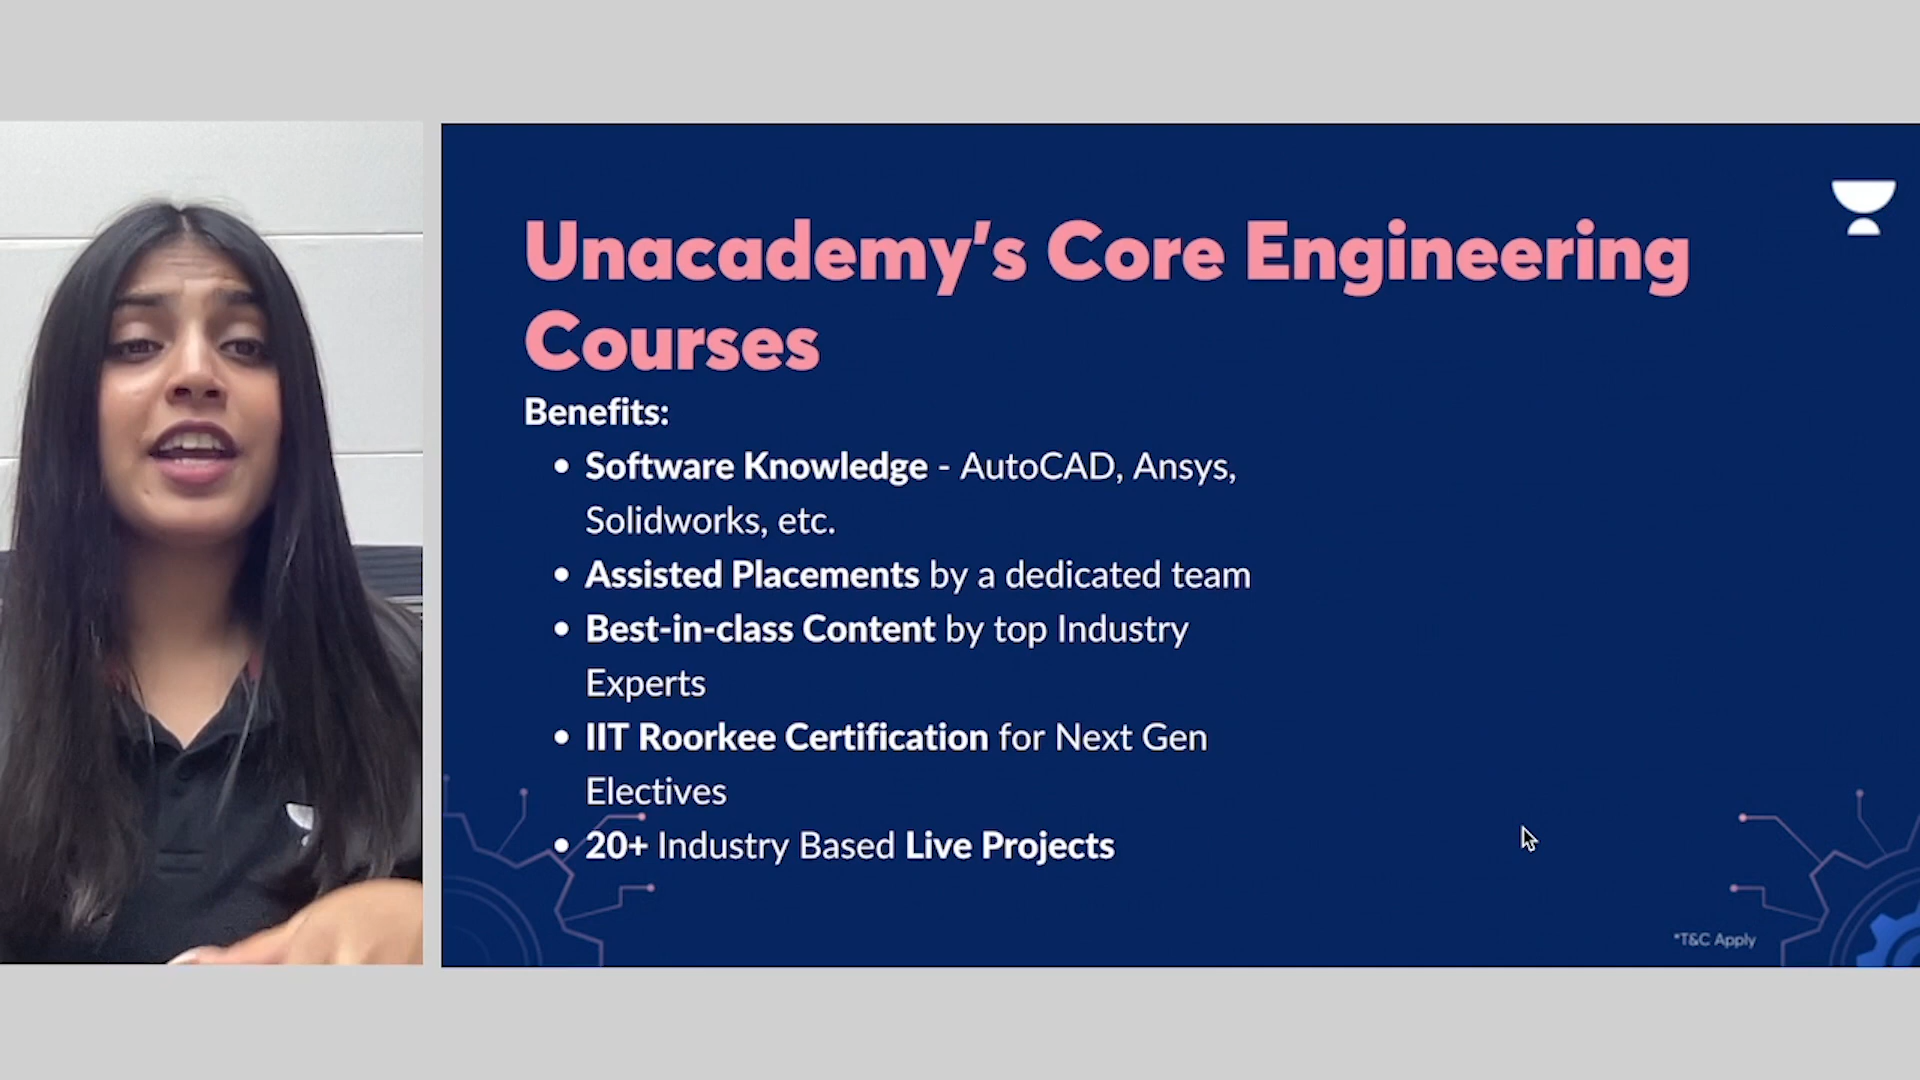 Unacademy's Core Engineering
Courses
Benefits:
• Software Knowledge - AutoCAD, Ansys,
Solidworks, etc.
• Assisted Placements by a dedicated team
• Best-in-class Content by top Industry
Experts
• IIT Roorkee Certification for Next Gen
Electives
• 20+ Industry Based Live Projects
*T&C Apply